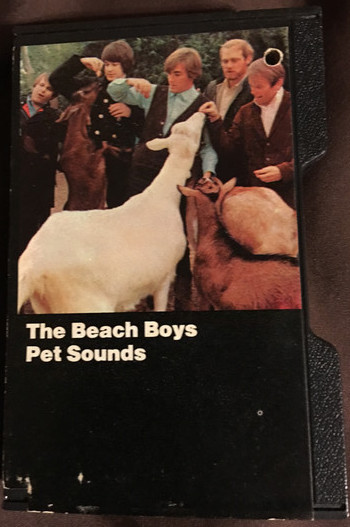 The Beach Boys
Pet Sounds